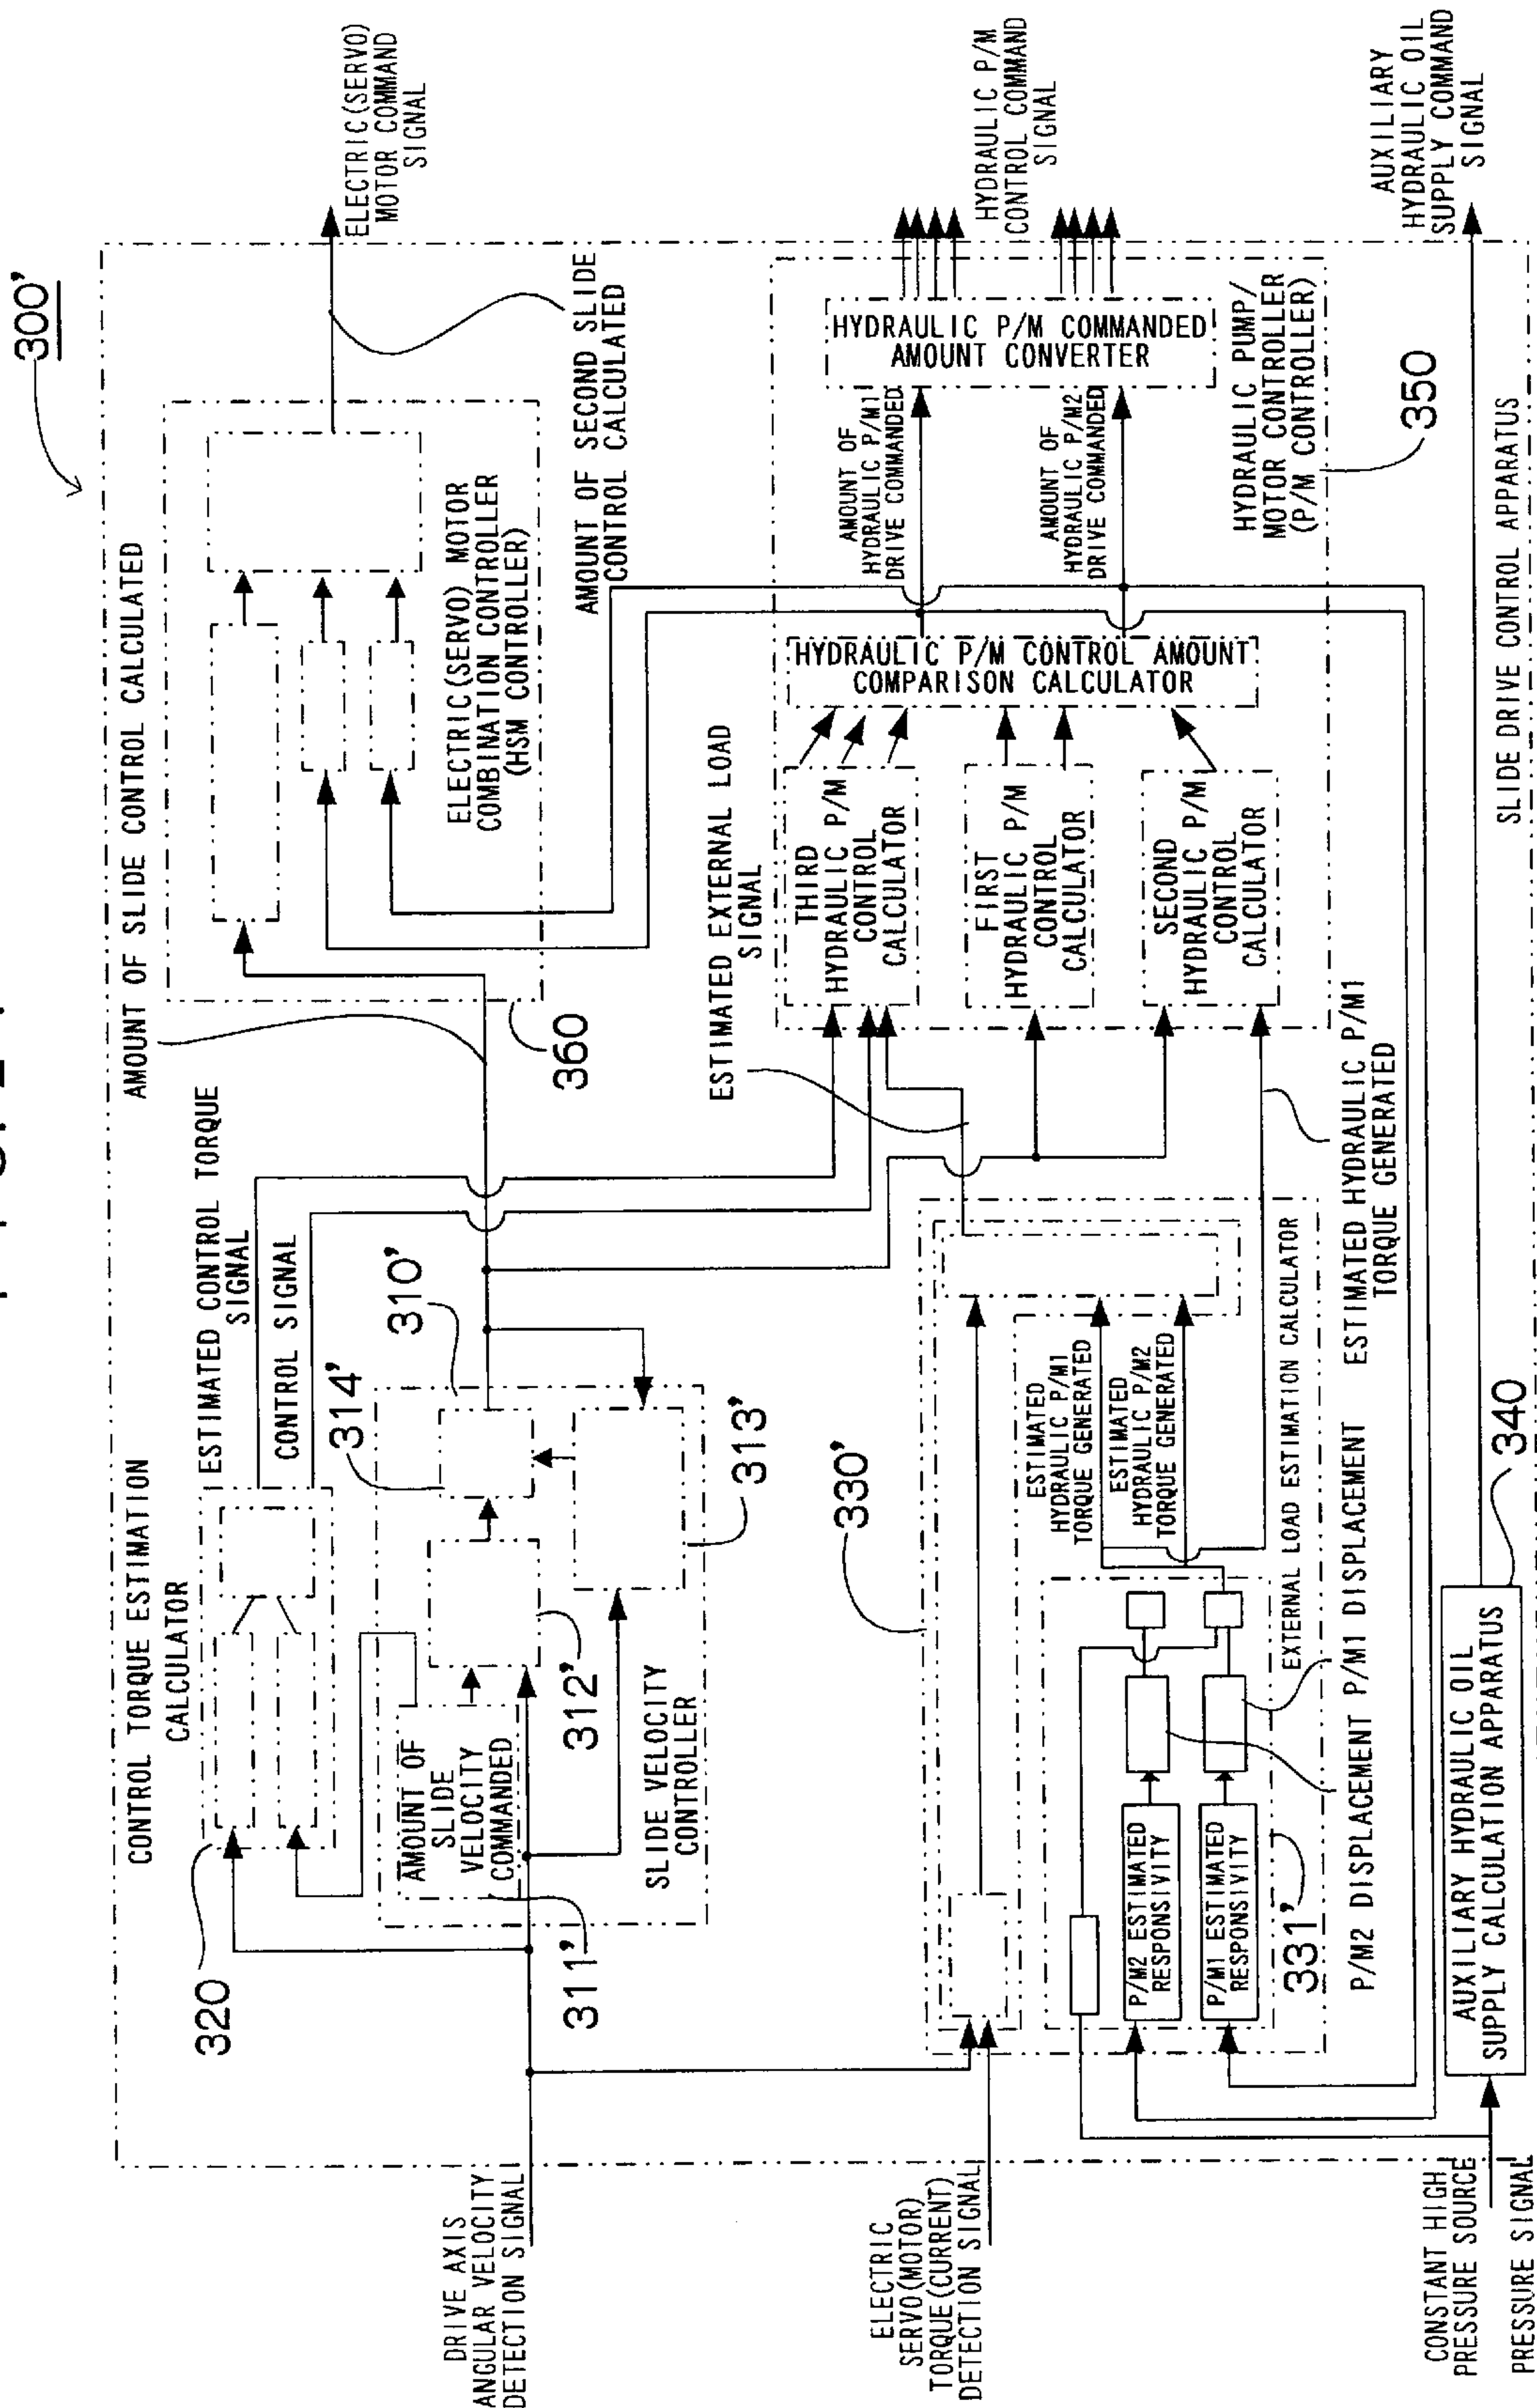 300'
ELECTRIC(SERVO)
MOTOR COMMAND
SIGNAL
AMOUNT OF SLIDE CONTROL CALCULATED
ELECTRIC(SERVO) MOTOR
COMBINATION CONTROLLER
(HSM CONTROLLER)
360
AMOUNT OF SECOND SLIDE
CONTROL CALCULATED
CONTROL TORQUE ESTIMATION
CALCULATOR
320
ESTIMATED CONTROL TORQUE
SIGNAL
CONTROL SIGNAL
310'
314'
AMOUNT OF
SLIDE
VELOCITY
COMMANDED
311'
312'
313'
SLIDE VELOCITY
CONTROLLER
DRIVE AXIS
ANGULAR VELOCITY
DETECTION SIGNAL
ELECTRIC
SERVO(MOTOR)
TORQUE(CURRENT)
DETECTION SIGNAL
CONSTANT HIGH
PRESSURE SOURCE
PRESSURE SIGNAL
330'
ESTIMATED
HYDRAULIC P/M1
TORQUE GENERATED
ESTIMATED
HYDRAULIC P/M2
TORQUE GENERATED
P/M2 ESTIMATED
RESPONSIVITY
P/M1 ESTIMATED
RESPONSIVITY
331'
EXTERNAL LOAD ESTIMATION CALCULATOR
P/M2 DISPLACEMENT
P/M1 DISPLACEMENT
ESTIMATED HYDRAULIC P/M1
TORQUE GENERATED
ESTIMATED EXTERNAL LOAD
SIGNAL
THIRD
HYDRAULIC P/M
CONTROL
CALCULATOR
FIRST
HYDRAULIC P/M
CONTROL
CALCULATOR
SECOND
HYDRAULIC P/M
CONTROL
CALCULATOR
HYDRAULIC P/M CONTROL AMOUNT
COMPARISON CALCULATOR
AMOUNT OF
HYDRAULIC P/M1
DRIVE COMMANDED
AMOUNT OF
HYDRAULIC P/M2
DRIVE COMMANDED
HYDRAULIC P/M COMMANDED
AMOUNT CONVERTER
HYDRAULIC PUMP/
MOTOR CONTROLLER
(P/M CONTROLLER)
350
HYDRAULIC P/M
CONTROL COMMAND
SIGNAL
AUXILIARY HYDRAULIC OIL
SUPPLY CALCULATION APPARATUS
340
SLIDE DRIVE CONTROL APPARATUS
AUXILIARY
HYDRAULIC OIL
SUPPLY COMMAND
SIGNAL